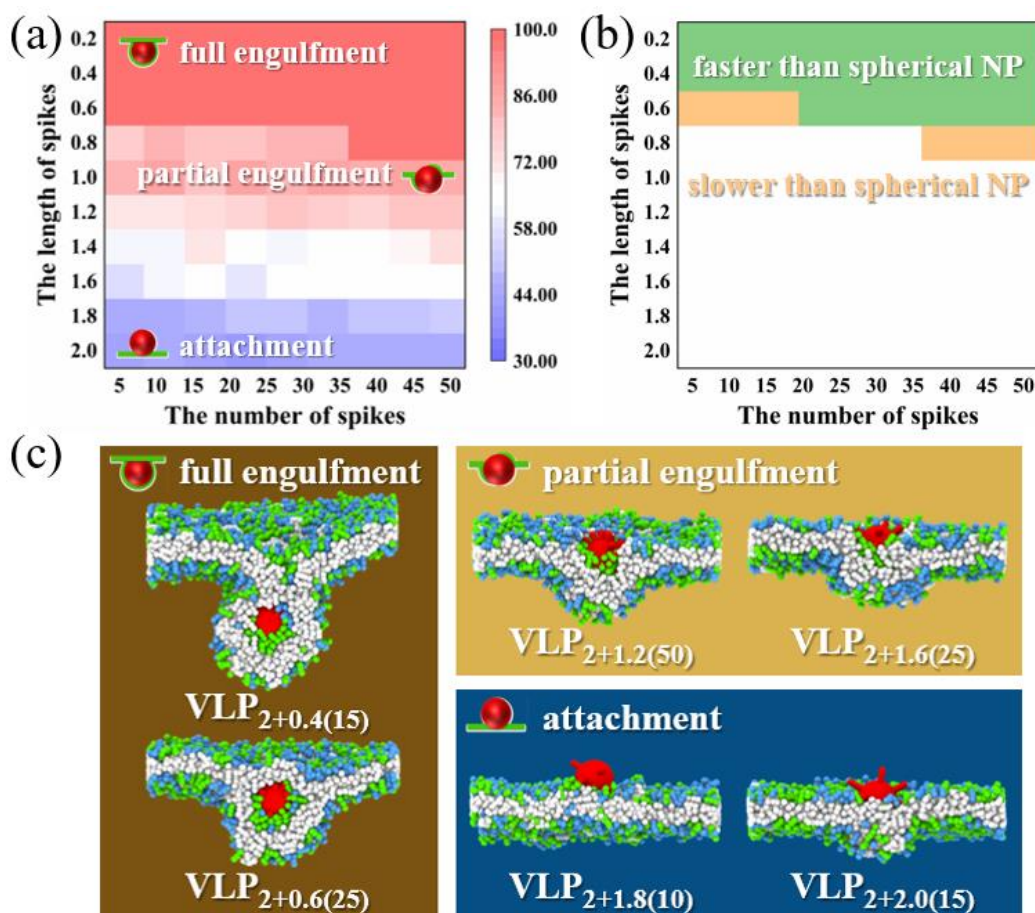 (a)
full engulfment
partial engulfment
attachment
The length of spikes
0.2
0.4
0.6
0.8
1.0
1.2
1.4
1.6
1.8
2.0
5 10 15 20 25 30 35 40 45 50
The number of spikes
100.0
86.00
72.00
58.00
44.00
30.00
(b)
faster than spherical NP
slower than spherical NP
The length of spikes
0.2
0.4
0.6
0.8
1.0
1.2
1.4
1.6
1.8
2.0
5 10 15 20 25 30 35 40 45 50
The number of spikes
(c)
full engulfment
VLP2+0.4(15)
VLP2+0.6(25)
partial engulfment
VLP2+1.2(50) VLP2+1.6(25)
attachment
VLP2+1.8(10) VLP2+2.0(15)